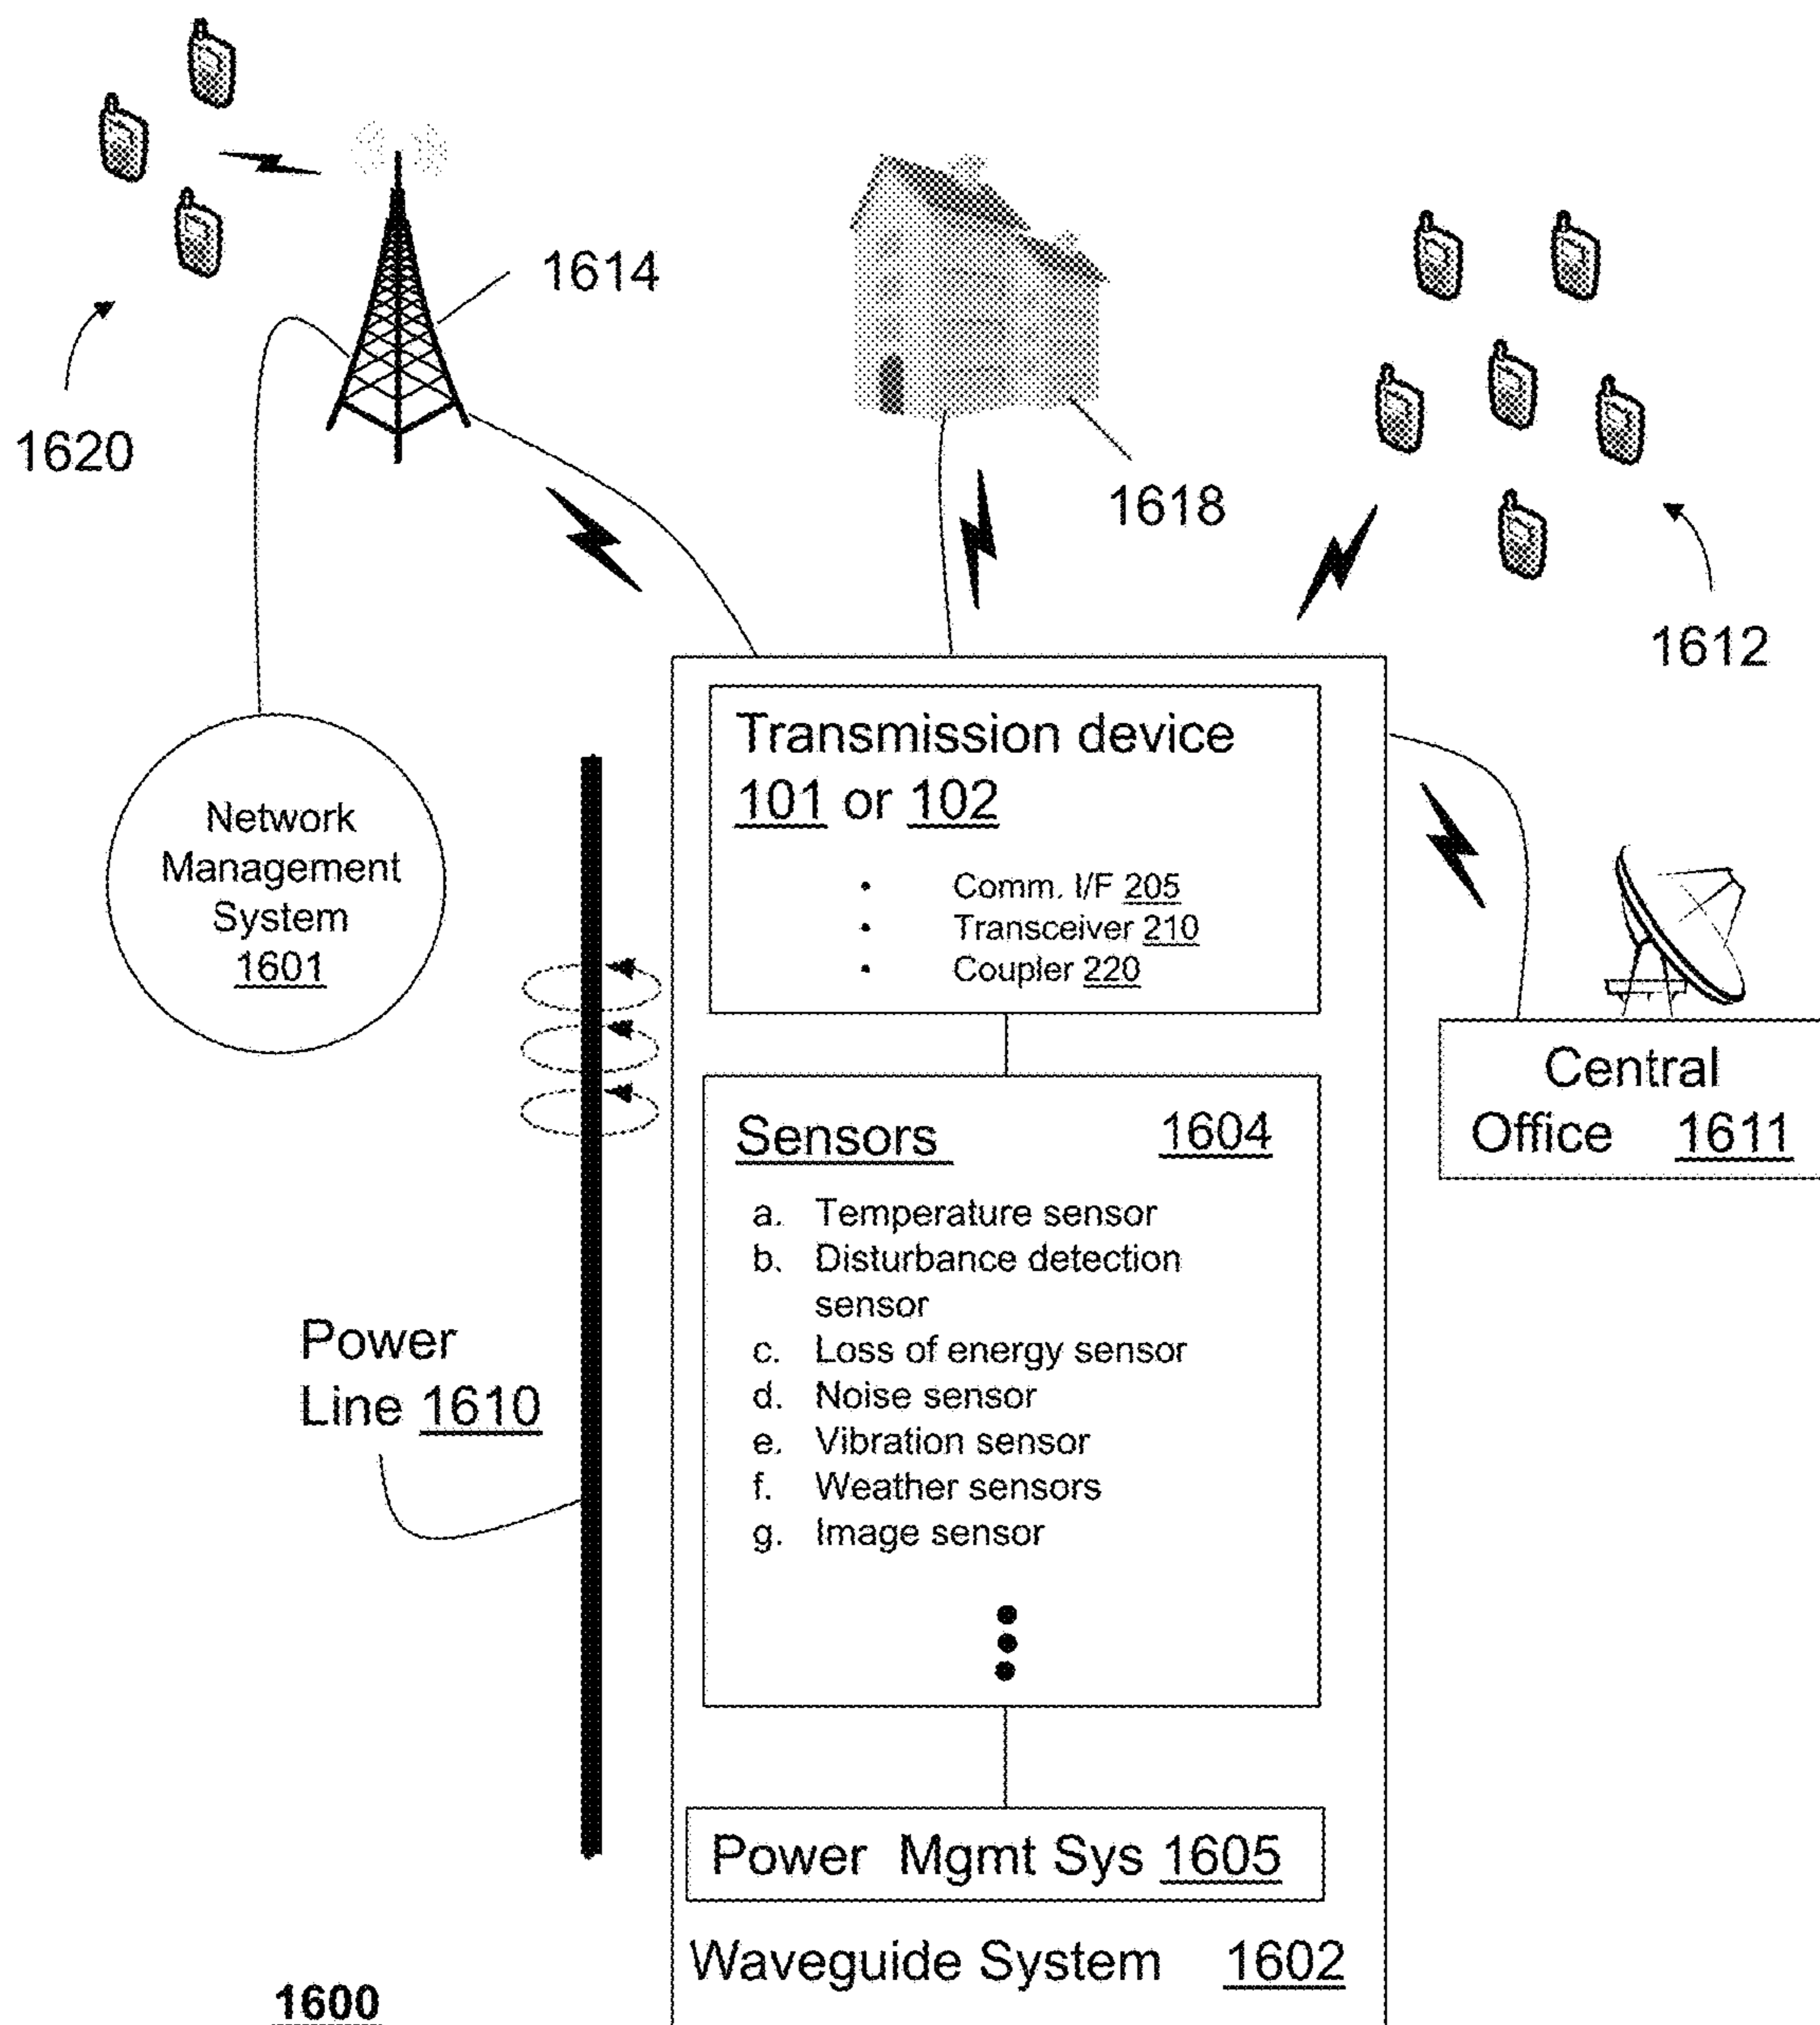 1614
1620
1618
1612
Network
Management
System
1601
Transmission device
101 or 102
• Comm. I/F 205
• Transceiver 210
• Coupler 220
Central
Office 1611
Sensors 1604
a. Temperature sensor
b. Disturbance detection
sensor
c. Loss of energy sensor
d. Noise sensor
e. Vibration sensor
f. Weather sensors
g. Image sensor
Power
Line 1610
Power Mgmt Sys 1605
Waveguide System 1602
1600